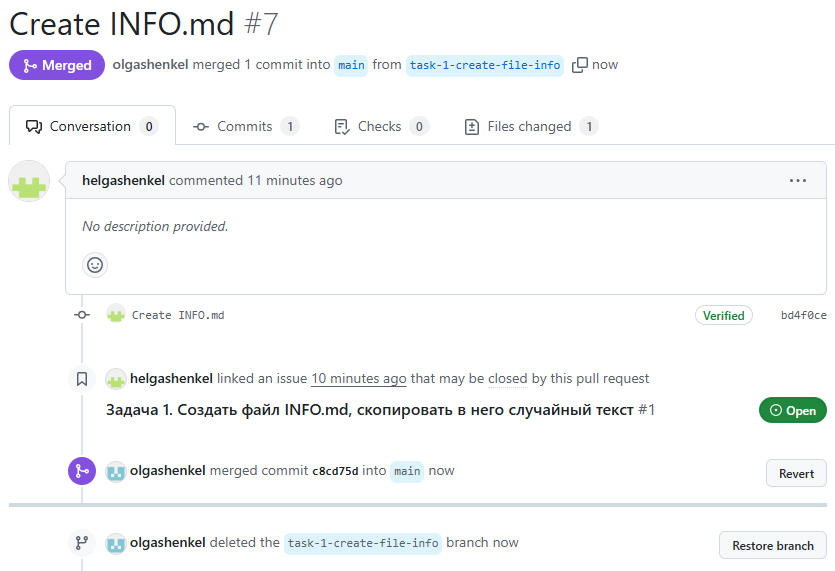 Create INFO.md #7
Merged olgashenkel merged 1 commit into main from task-1-create-file-info now
Conversation 0 Commits 1 Checks 0 Files changed 1
helgashenkel commented 11 minutes ago
No description provided.
Create INFO.md Verified bd4f0ce
helgashenkel linked an issue 10 minutes ago that may be closed by this pull request
Задача 1. Создать файл INFO.md, скопировать в него случайный текст #1 Open
olgashenkel merged commit c8cd75d into main now Revert
olgashenkel deleted the task-1-create-file-info branch now Restore branch